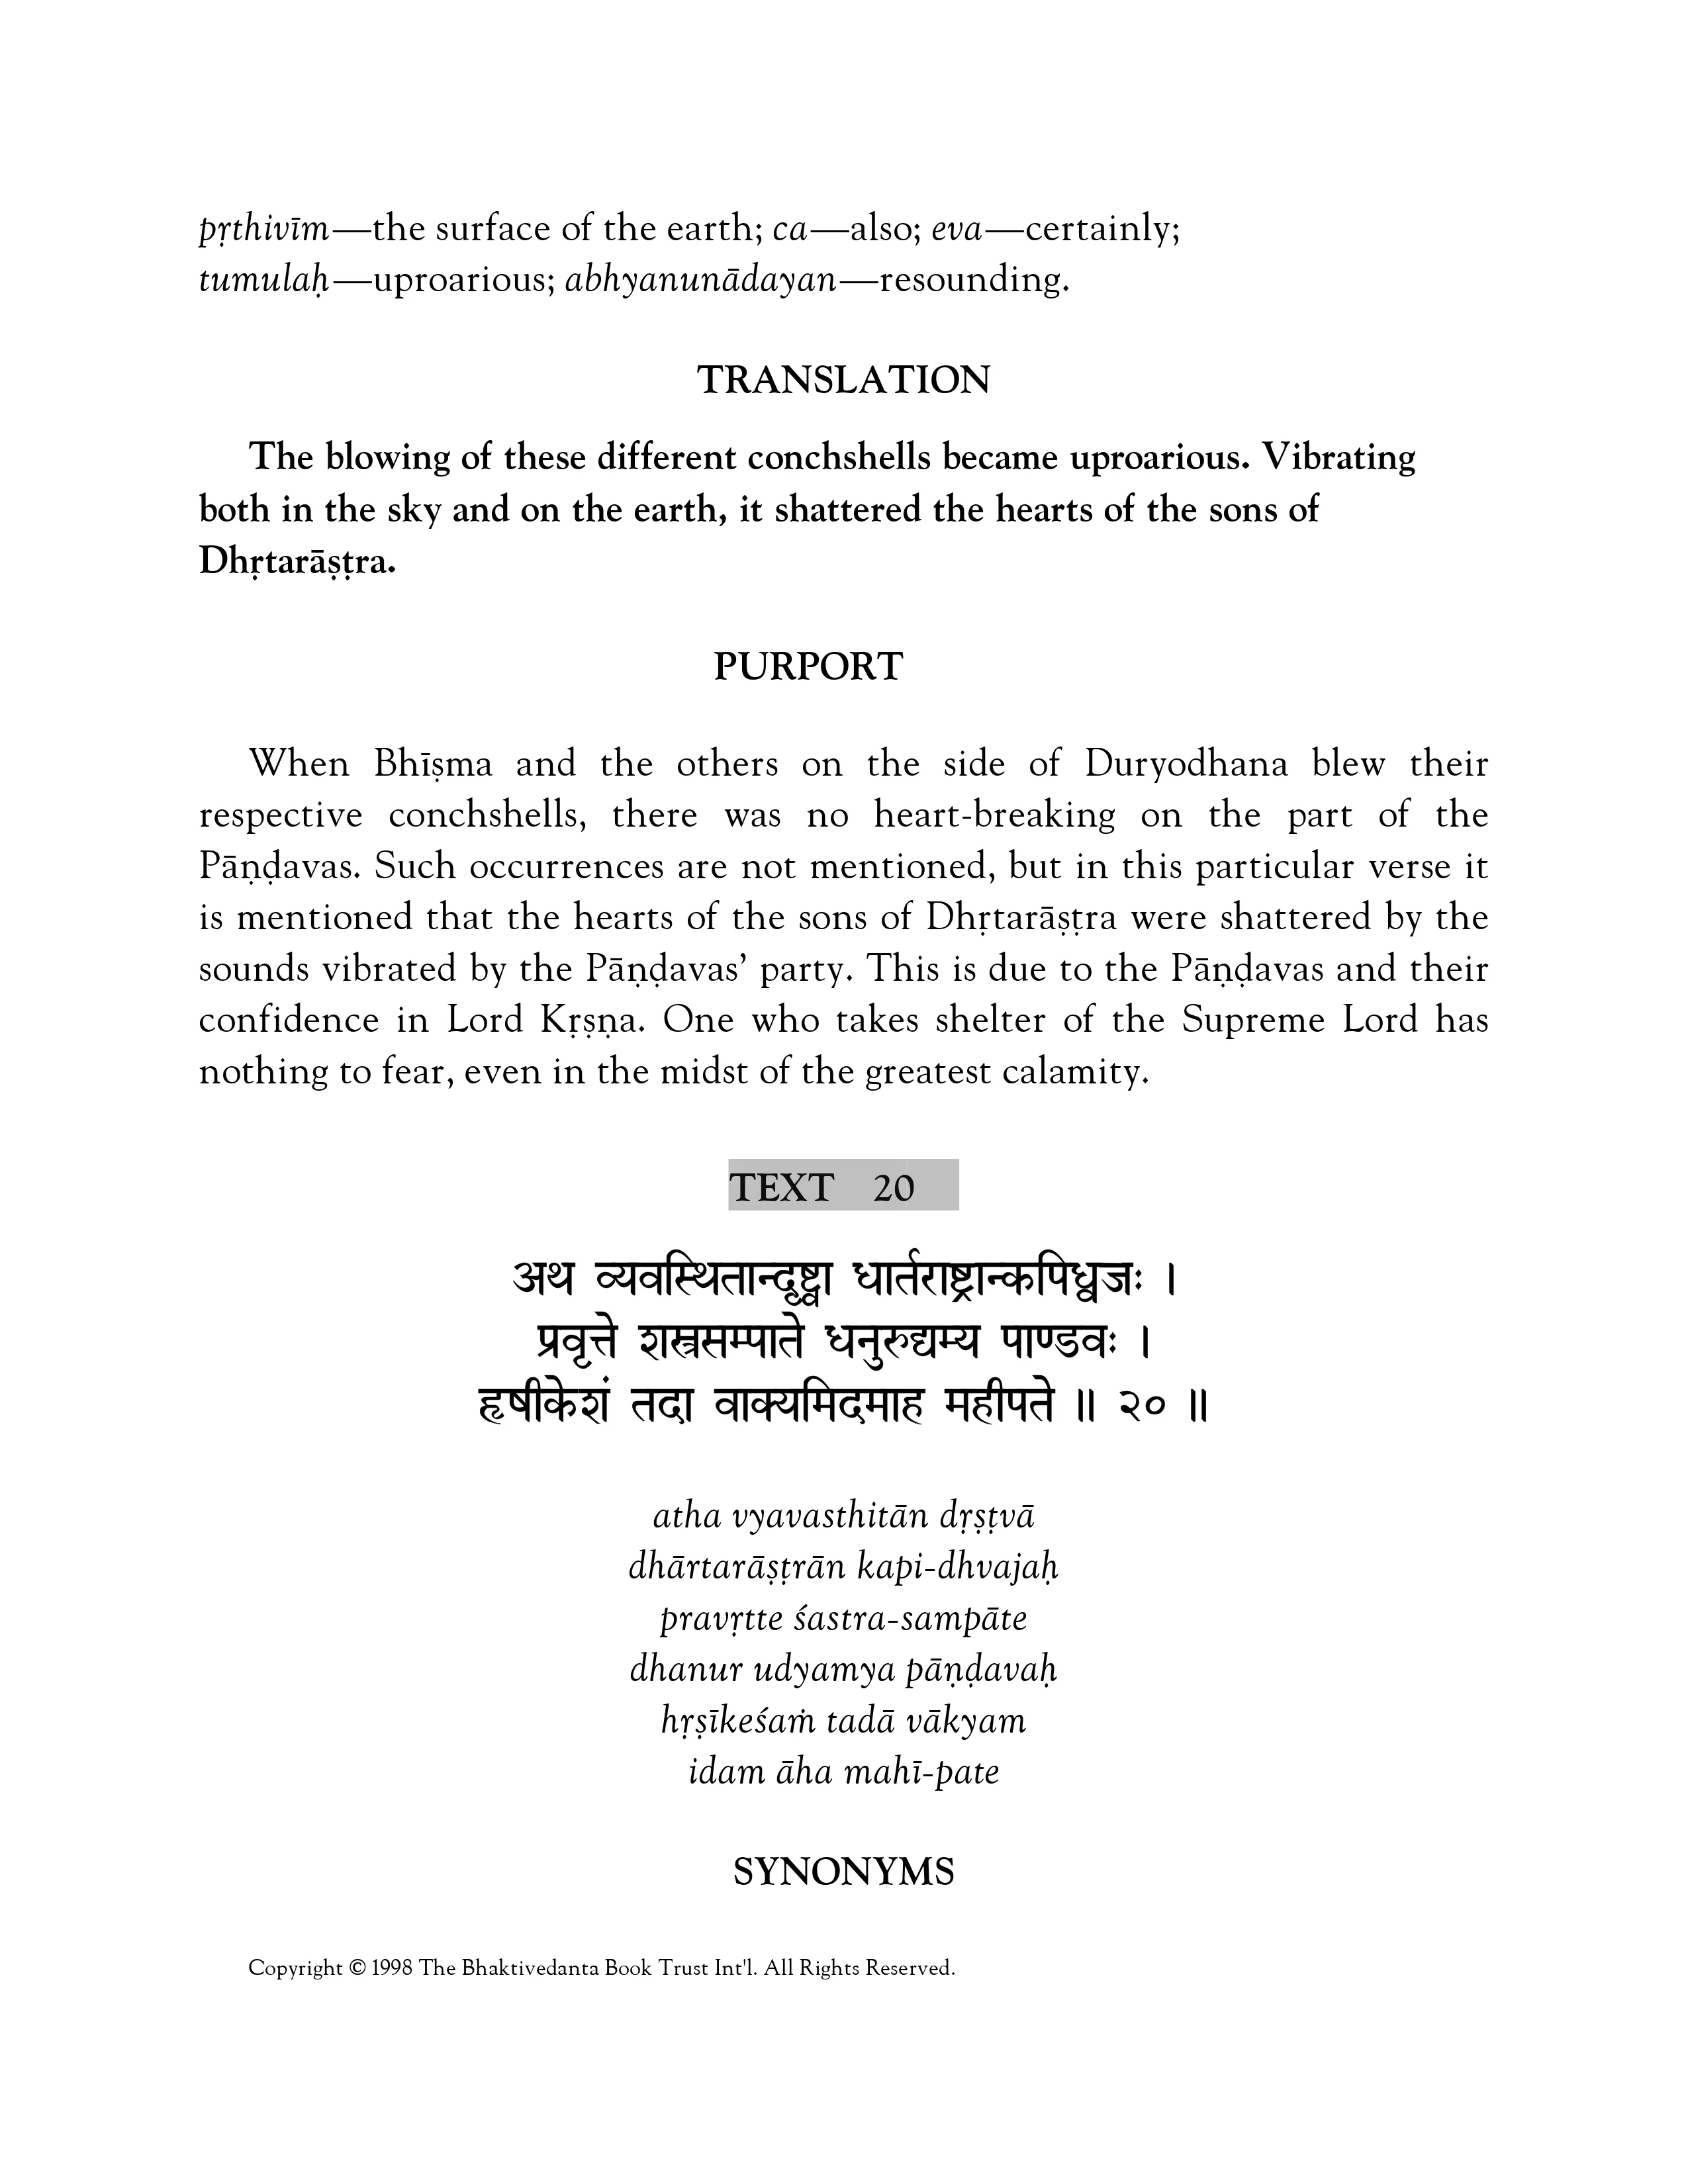 pṛthivīm—the surface of the earth; ca—also; eva—certainly;
tumulaḥ—uproarious; abhyanunādayan—resounding.
TRANSLATION
The blowing of these different conchshells became uproarious. Vibrating
both in the sky and on the earth, it shattered the hearts of the sons of
Dhṛtarāṣṭra.
PURPORT
When Bhīṣma and the others on the side of Duryodhana blew their
respective conchshells, there was no heart-breaking on the part of the
Pāṇḍavas. Such occurrences are not mentioned, but in this particular verse it
is mentioned that the hearts of the sons of Dhṛtarāṣṭra were shattered by the
sounds vibrated by the Pāṇḍavas’ party. This is due to the Pāṇḍavas and their
confidence in Lord Kṛṣṇa. One who takes shelter of the Supreme Lord has
nothing to fear, even in the midst of the greatest calamity.
TEXT 20
अथ व्यवस्थितान्दृष्ट्वा धार्तराष्ट्रान्कपिध्वजः ।
प्रवृत्ते शस्त्रसम्पाते धनुरुद्यम्य पाण्डवः ।
हृषीकेशं तदा वाक्यमिदमाह महीपते ॥ २० ॥
atha vyavasthitān dṛṣṭvā
dhārtarāṣṭrān kapi-dhvajaḥ
pravṛtte śastra-sampāte
dhanur udyamya pāṇḍavaḥ
hṛṣīkeśaṁ tadā vākyam
idam āha mahī-pate
SYNONYMS
Copyright © 1998 The Bhaktivedanta Book Trust Int'l. All Rights Reserved.